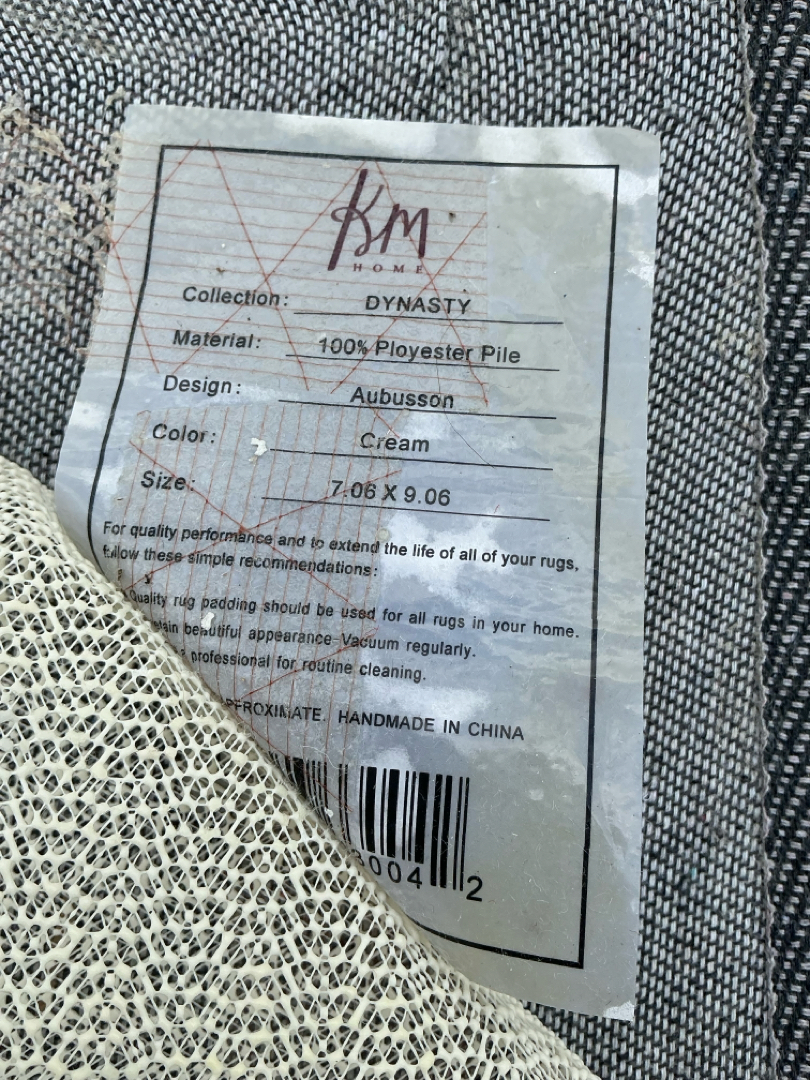 KM
HOME
Collection: DYNASTY
Material: 100% Ployester Pile
Design: Aubusson
Color: Cream
Size: 7.06 X 9.06
For quality performance and to extend the life of all of your rugs,
follow these simple recommendations:
Quality rug padding should be used for all rugs in your home.
beautiful appearance-Vacuum regularly.
professional for routine cleaning.
HANDMADE IN CHINA
004 2